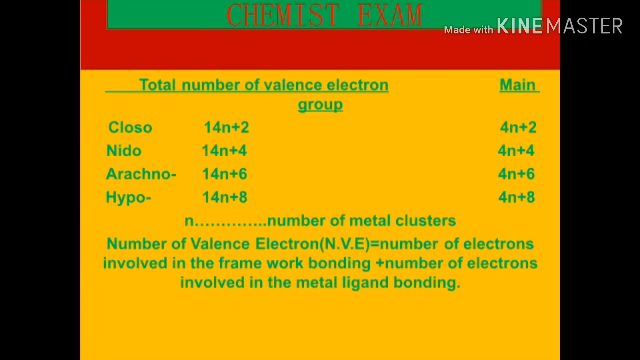 CHEMIST EXAM
Made with KINEMASTER
Total number of valence electron Main
group
Closo 14n+2 4n+2
Nido 14n+4 4n+4
Arachno- 14n+6 4n+6
Hypo- 14n+8 4n+8
n…………..number of metal clusters
Number of Valence Electron(N.V.E)=number of electrons
involved in the frame work bonding +number of electrons
involved in the metal ligand bonding.